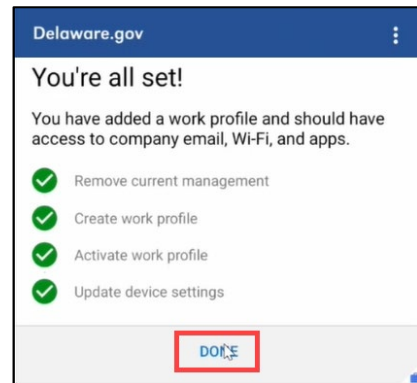 Delaware.gov
You're all set!
You have added a work profile and should have
access to company email, Wi-Fi, and apps.
Remove current management
Create work profile
Activate work profile
Update device settings
DONE